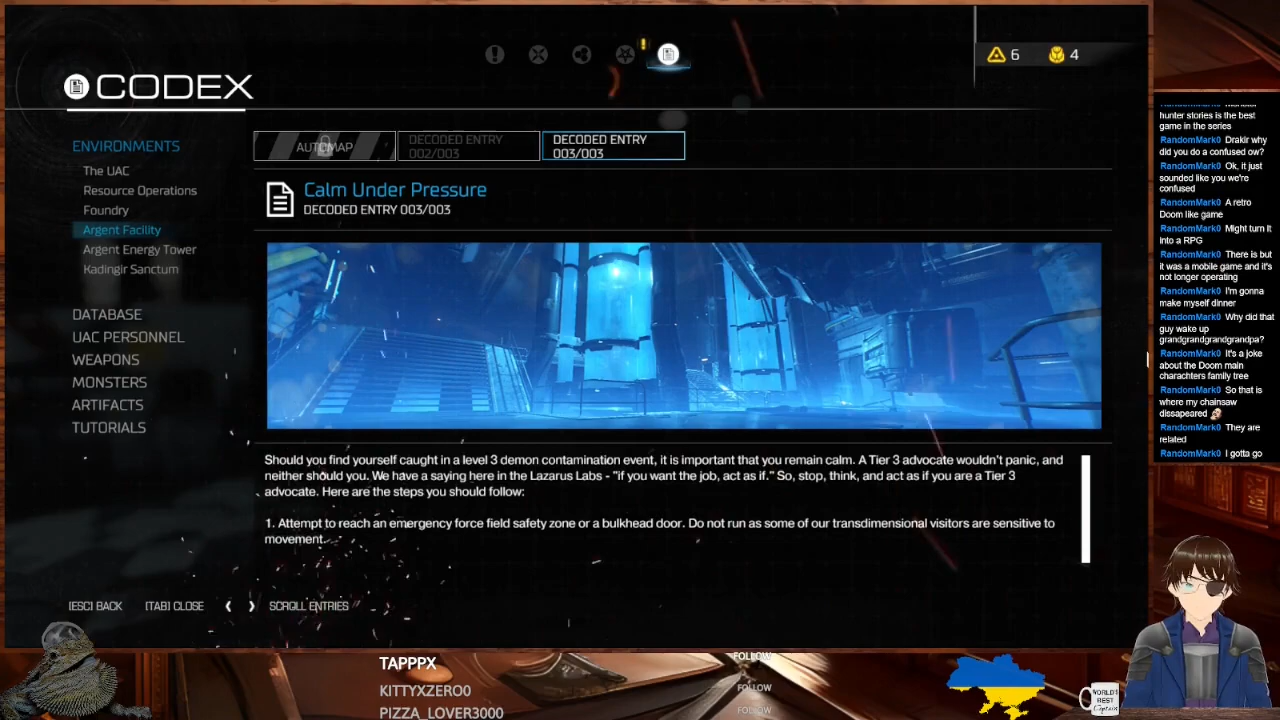 6 4
CODEX
ENVIRONMENTS
The UAC
Resource Operations
Foundry
Argent Facility
Argent Energy Tower
Kadingir Sanctum
DATABASE
UAC PERSONNEL
WEAPONS
MONSTERS
ARTIFACTS
TUTORIALS
AUTOMAP
DECODED ENTRY
002/003
DECODED ENTRY
003/003
Calm Under Pressure
DECODED ENTRY 003/003
Should you find yourself caught in a level 3 demon contamination event, it is important that you remain calm. A Tier 3 advocate wouldn't panic, and
neither should you. We have a saying here in the Lazarus Labs - "if you want the job, act as if." So, stop, think, and act as if you are a Tier 3
advocate. Here are the steps you should follow:
1. Attempt to reach an emergency force field safety zone or a bulkhead door. Do not run as some of our transdimensional visitors are sensitive to
movement.
[ESC] BACK [TAB] CLOSE SCROLL ENTRIES
hunter stories is the best
game in the series
RandomMark0 Drakir why
did you do a confused ow?
RandomMark0 Ok, it just
sounded like you we're
confused
RandomMark0 A retro
Doom like game
RandomMark0 Might turn it
into a RPG
RandomMark0 There is but
it was a mobile game and it's
not longer operating
RandomMark0 I'm gonna
make myself dinner
RandomMark0 Why did that
guy wake up
grandgrandgrandgrandpa?
RandomMark0 It's a joke
about the Doom main
charachters family tree
RandomMark0 So that is
where my chainsaw
dissapeared
RandomMark0 They are
related
RandomMark0 I gotta go
TAPPPX FOLLOW
KITTYXZERO0 FOLLOW
PIZZA_LOVER3000 FOLLOW
WORLD'S
BEST
Captain